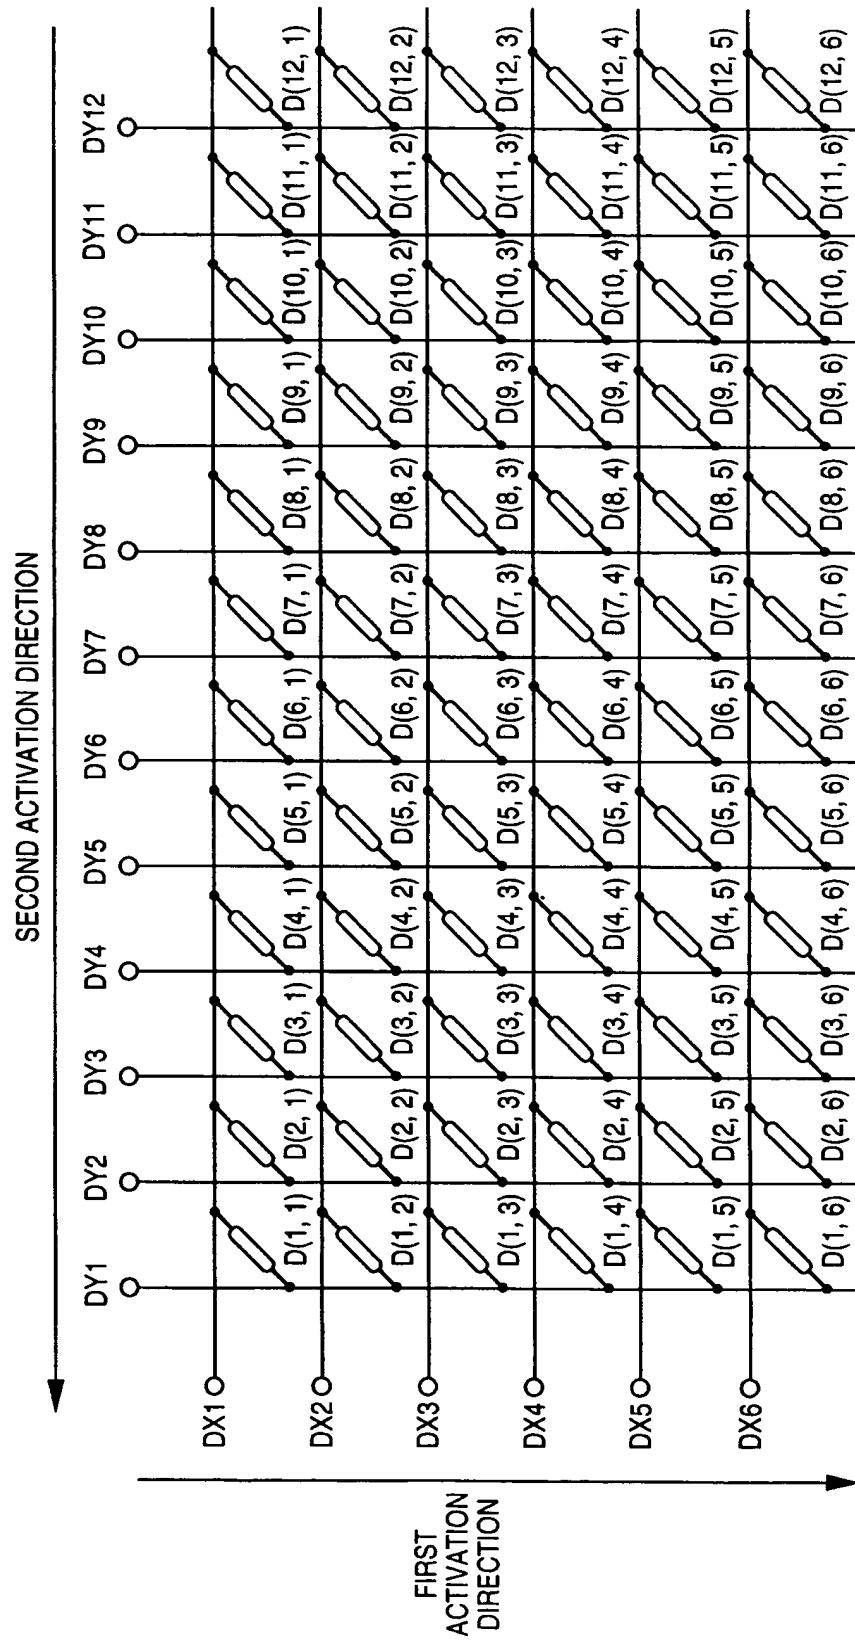 SECOND ACTIVATION DIRECTION
DY1 DY2 DY3 DY4 DY5 DY6 DY7 DY8 DY9 DY10 DY11 DY12
DX1
D(1, 1) D(2, 1) D(3, 1) D(4, 1) D(5, 1) D(6, 1) D(7, 1) D(8, 1) D(9, 1) D(10, 1) D(11, 1) D(12, 1)
DX2
D(1, 2) D(2, 2) D(3, 2) D(4, 2) D(5, 2) D(6, 2) D(7, 2) D(8, 2) D(9, 2) D(10, 2) D(11, 2) D(12, 2)
DX3
D(1, 3) D(2, 3) D(3, 3) D(4, 3) D(5, 3) D(6, 3) D(7, 3) D(8, 3) D(9, 3) D(10, 3) D(11, 3) D(12, 3)
DX4
D(1, 4) D(2, 4) D(3, 4) D(4, 4) D(5, 4) D(6, 4) D(7, 4) D(8, 4) D(9, 4) D(10, 4) D(11, 4) D(12, 4)
DX5
D(1, 5) D(2, 5) D(3, 5) D(4, 5) D(5, 5) D(6, 5) D(7, 5) D(8, 5) D(9, 5) D(10, 5) D(11, 5) D(12, 5)
DX6
D(1, 6) D(2, 6) D(3, 6) D(4, 6) D(5, 6) D(6, 6) D(7, 6) D(8, 6) D(9, 6) D(10, 6) D(11, 6) D(12, 6)
FIRST
ACTIVATION
DIRECTION